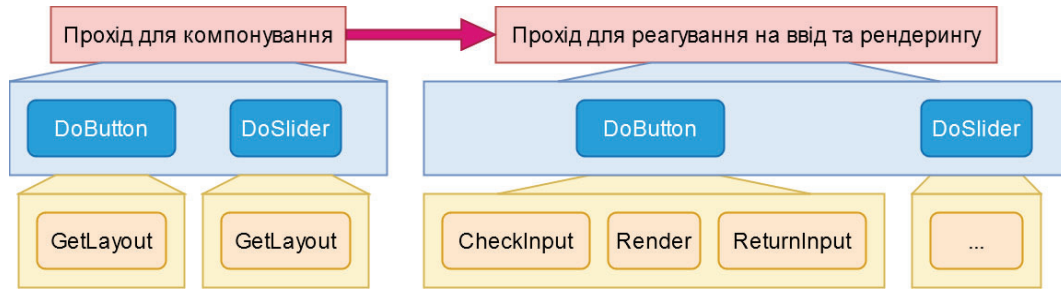 Прохід для компонування
Прохід для реагування на ввід та рендерингу
DoButton
DoSlider
DoButton
DoSlider
GetLayout
GetLayout
CheckInput
Render
ReturnInput
...